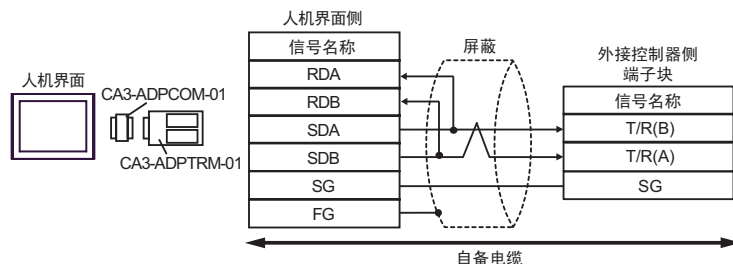 人机界面
CA3-ADPCOM-01
CA3-ADPTRM-01
人机界面侧
信号名称
RDA
RDB
SDA
SDB
SG
FG
屏蔽
外接控制器侧
端子块
信号名称
T/R(B)
T/R(A)
SG
自备电缆